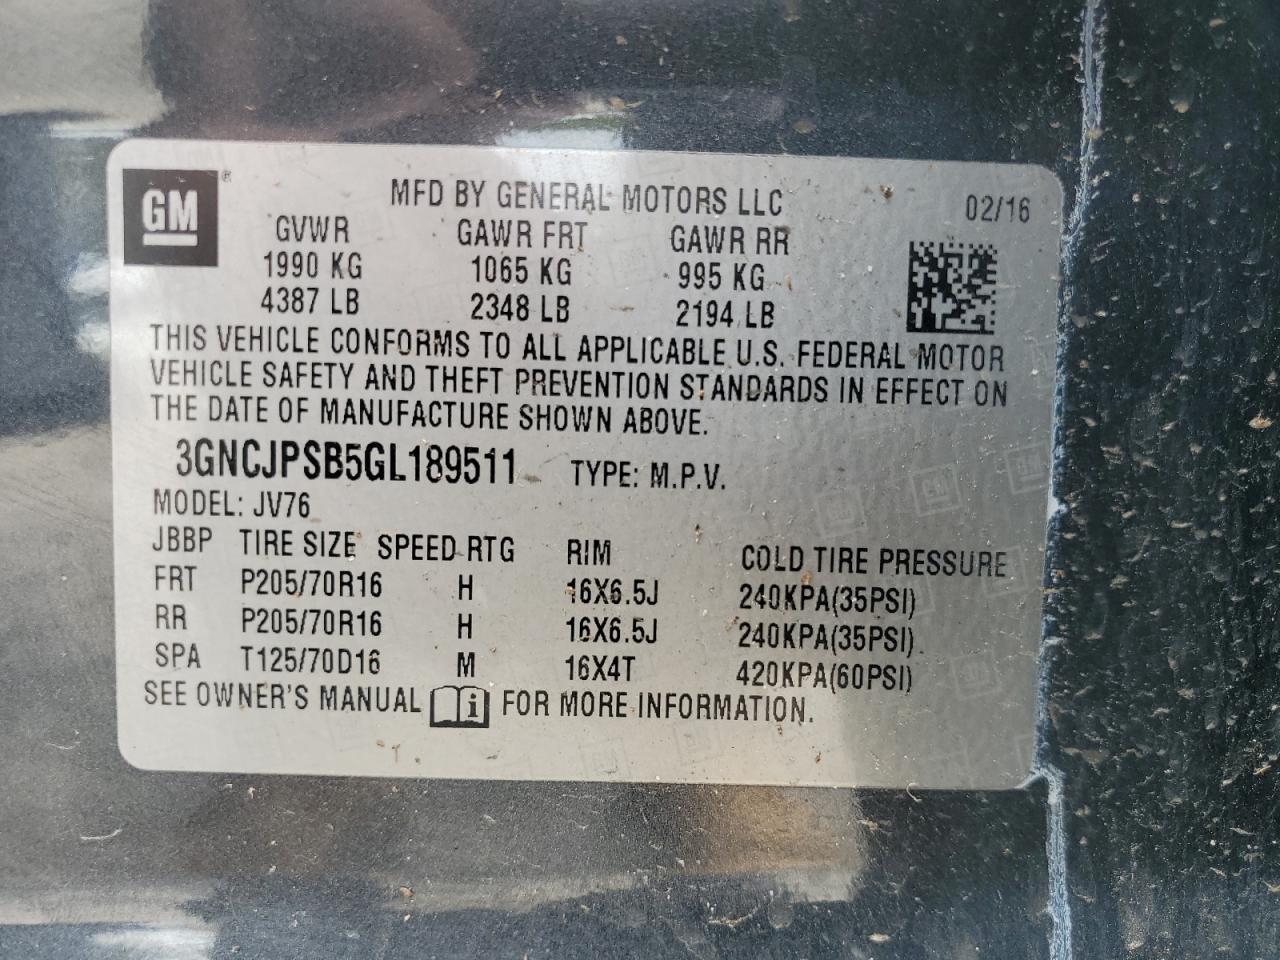 GM ®
MFD BY GENERAL MOTORS LLC 02/16
GVWR GAWR FRT GAWR RR
1990 KG 1065 KG 995 KG
4387 LB 2348 LB 2194 LB
THIS VEHICLE CONFORMS TO ALL APPLICABLE U.S. FEDERAL MOTOR
VEHICLE SAFETY AND THEFT PREVENTION STANDARDS IN EFFECT ON
THE DATE OF MANUFACTURE SHOWN ABOVE.
3GNCJPSB5GL189511 TYPE: M.P.V.
MODEL: JV76
JBBP TIRE SIZE SPEED RTG RIM COLD TIRE PRESSURE
FRT P205/70R16 H 16X6.5J 240KPA(35PSI)
RR P205/70R16 H 16X6.5J 240KPA(35PSI)
SPA T125/70D16 M 16X4T 420KPA(60PSI)
SEE OWNER'S MANUAL i FOR MORE INFORMATION.